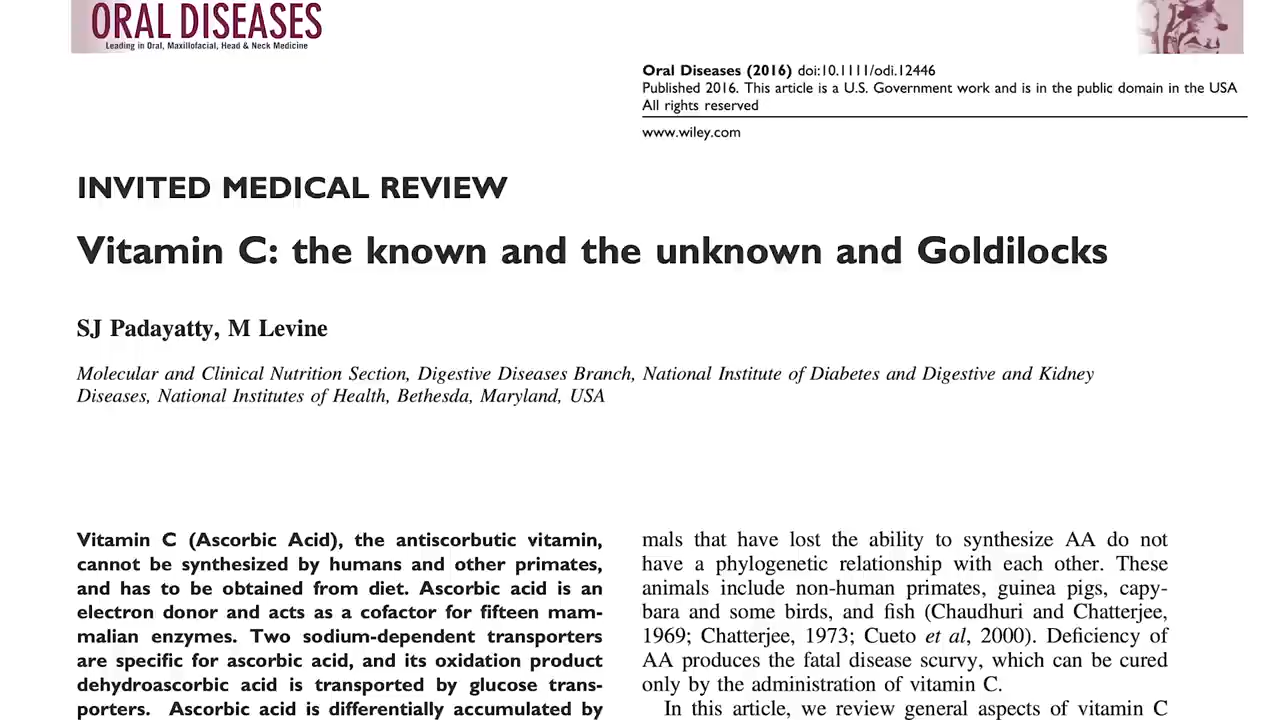 ORAL DISEASES
Leading in Oral, Maxillofacial, Head & Neck Medicine
Oral Diseases (2016) doi:10.1111/odi.12446
Published 2016. This article is a U.S. Government work and is in the public domain in the USA
All rights reserved
www.wiley.com
INVITED MEDICAL REVIEW
Vitamin C: the known and the unknown and Goldilocks
SJ Padayatty, M Levine
Molecular and Clinical Nutrition Section, Digestive Diseases Branch, National Institute of Diabetes and Digestive and Kidney
Diseases, National Institutes of Health, Bethesda, Maryland, USA
Vitamin C (Ascorbic Acid), the antiscorbutic vitamin,
cannot be synthesized by humans and other primates,
and has to be obtained from diet. Ascorbic acid is an
electron donor and acts as a cofactor for fifteen mam-
malian enzymes. Two sodium-dependent transporters
are specific for ascorbic acid, and its oxidation product
dehydroascorbic acid is transported by glucose trans-
porters. Ascorbic acid is differentially accumulated by
mals that have lost the ability to synthesize AA do not
have a phylogenetic relationship with each other. These
animals include non-human primates, guinea pigs, capy-
bara and some birds, and fish (Chaudhuri and Chatterjee,
1969; Chatterjee, 1973; Cueto et al, 2000). Deficiency of
AA produces the fatal disease scurvy, which can be cured
only by the administration of vitamin C.
In this article, we review general aspects of vitamin C